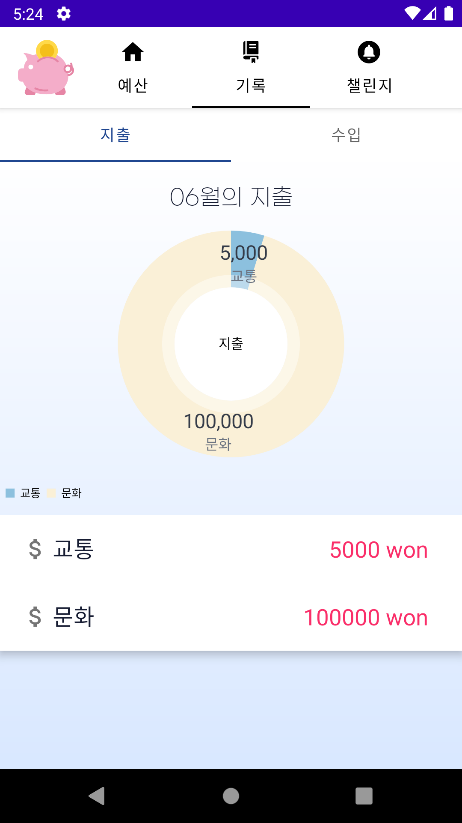 5:24
예산 기록 챌린지
지출 수입
06월의 지출
5,000
교통
지출
100,000
문화
교통 문화
$ 교통 5000 won
$ 문화 100000 won